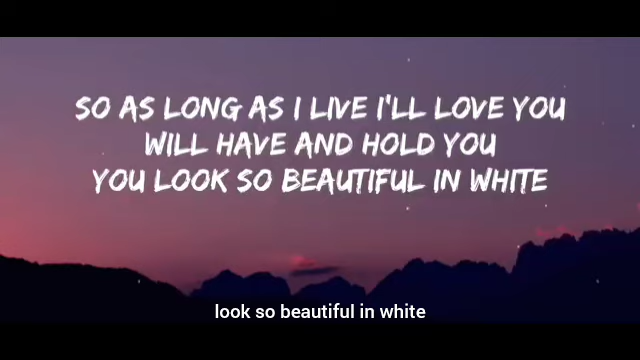 SO AS LONG AS I LIVE I'LL LOVE YOU
WILL HAVE AND HOLD YOU
YOU LOOK SO BEAUTIFUL IN WHITE
look so beautiful in white